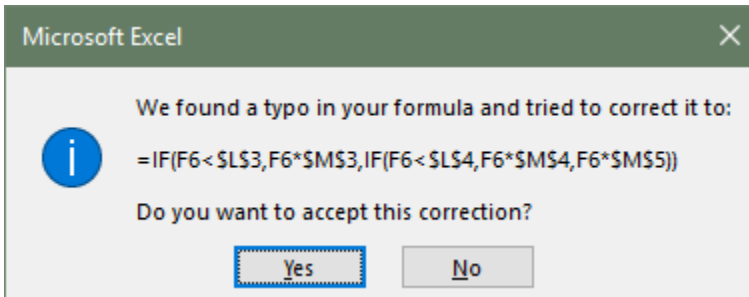 Microsoft Excel
We found a typo in your formula and tried to correct it to:
=IF(F6<$L$3,F6*$M$3,IF(F6<$L$4,F6*$M$4,F6*$M$5))
Do you want to accept this correction?
Yes No